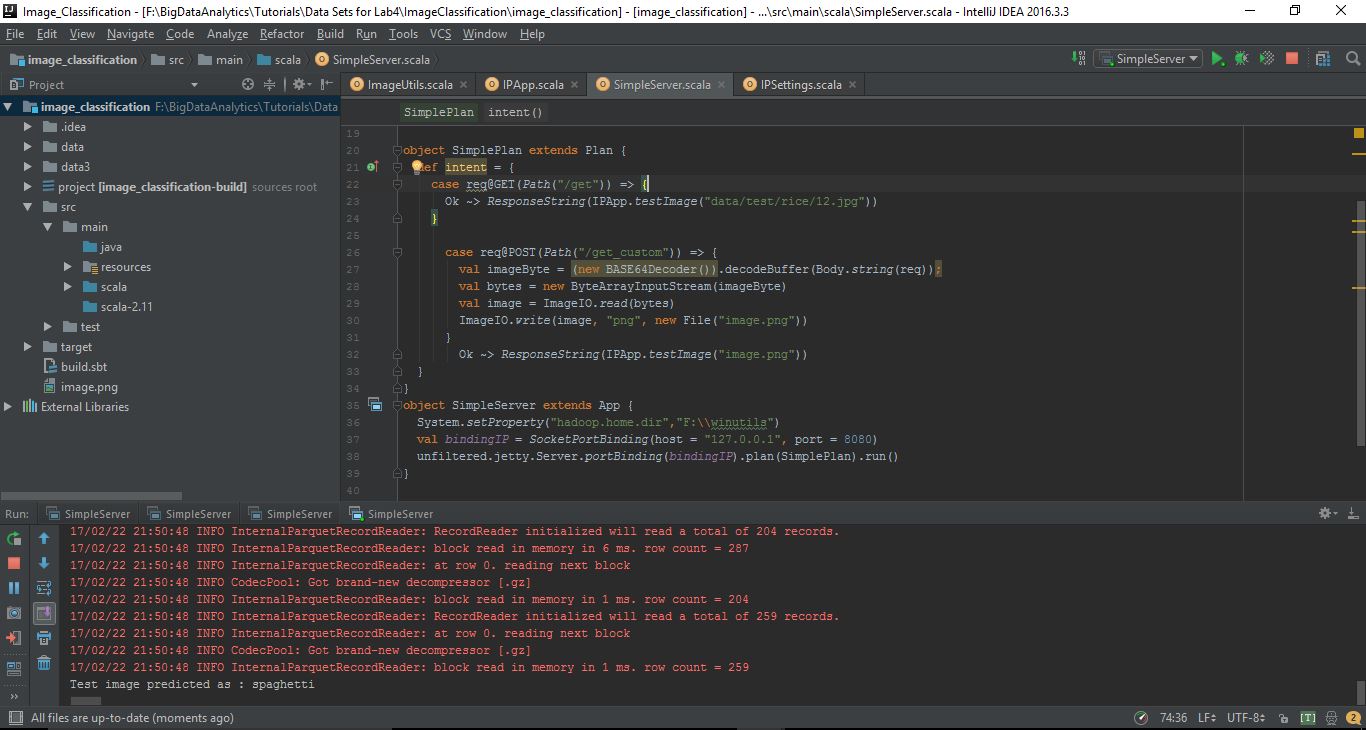 Image_Classification - [F:\BigDataAnalytics\Tutorials\Data Sets for Lab4\ImageClassification\image_classification] - [image_classification] - ...\src\main\scala\SimpleServer.scala - IntelliJ IDEA 2016.3.3
File Edit View Navigate Code Analyze Refactor Build Run Tools VCS Window Help
image_classification src main scala SimpleServer.scala SimpleServer
Project
ImageUtils.scala IPApp.scala SimpleServer.scala IPSettings.scala
image_classification F:\BigDataAnalytics\Tutorials\Data
.idea
data
data3
project [image_classification-build] sources root
src
main
java
resources
scala
scala-2.11
test
target
build.sbt
image.png
External Libraries
SimplePlan intent()
19
20 object SimplePlan extends Plan {
21 def intent = {
22 case req@GET(Path("/get")) => {
23 Ok ~> ResponseString(IPApp.testImage("data/test/rice/12.jpg"))
24 }
25
26 case req@POST(Path("/get_custom")) => {
27 val imageByte = (new BASE64Decoder()).decodeBuffer(Body.string(req));
28 val bytes = new ByteArrayInputStream(imageByte)
29 val image = ImageIO.read(bytes)
30 ImageIO.write(image, "png", new File("image.png"))
31 }
32 Ok ~> ResponseString(IPApp.testImage("image.png"))
33 }
34 }
35 object SimpleServer extends App {
36 System.setProperty("hadoop.home.dir","F:\\winutils")
37 val bindingIP = SocketPortBinding(host = "127.0.0.1", port = 8080)
38 unfiltered.jetty.Server.portBinding(bindingIP).plan(SimplePlan).run()
39 }
40
Run: SimpleServer SimpleServer SimpleServer SimpleServer
17/02/22 21:50:48 INFO InternalParquetRecordReader: RecordReader initialized will read a total of 204 records.
17/02/22 21:50:48 INFO InternalParquetRecordReader: block read in memory in 6 ms. row count = 287
17/02/22 21:50:48 INFO InternalParquetRecordReader: at row 0. reading next block
17/02/22 21:50:48 INFO CodecPool: Got brand-new decompressor [.gz]
17/02/22 21:50:48 INFO InternalParquetRecordReader: block read in memory in 1 ms. row count = 204
17/02/22 21:50:48 INFO InternalParquetRecordReader: RecordReader initialized will read a total of 259 records.
17/02/22 21:50:48 INFO InternalParquetRecordReader: at row 0. reading next block
17/02/22 21:50:48 INFO CodecPool: Got brand-new decompressor [.gz]
17/02/22 21:50:48 INFO InternalParquetRecordReader: block read in memory in 1 ms. row count = 259
Test image predicted as : spaghetti
All files are up-to-date (moments ago) 74:36 LF UTF-8 [T] 2